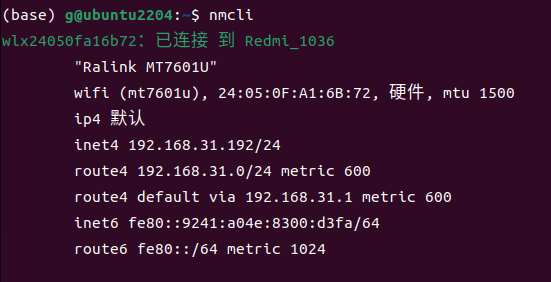 (base) g@ubuntu2204:~$ nmcli
wlx24050fa16b72: 已连接 到 Redmi_1036
"Ralink MT7601U"
wifi (mt7601u), 24:05:0F:A1:6B:72, 硬件, mtu 1500
ip4 默认
inet4 192.168.31.192/24
route4 192.168.31.0/24 metric 600
route4 default via 192.168.31.1 metric 600
inet6 fe80::9241:a04e:8300:d3fa/64
route6 fe80::/64 metric 1024